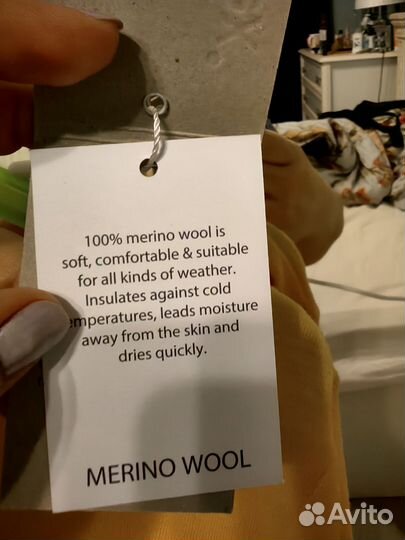 100% merino wool is
soft, comfortable & suitable
for all kinds of weather.
Insulates against cold
emperatures, leads moisture
away from the skin and
dries quickly.
MERINO WOOL
Avito